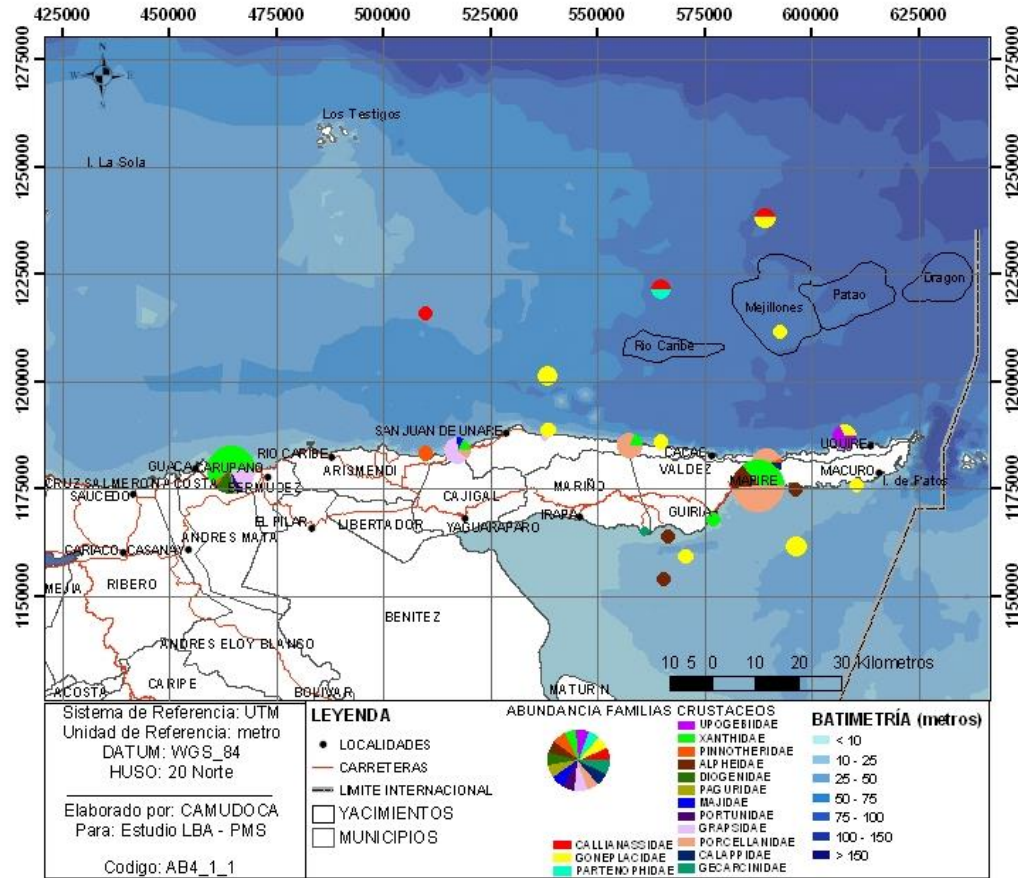 425000 450000 475000 500000 525000 550000 575000 600000 625000
1275000 1275000
Los Testigos
I. La Sola
1250000 1250000
1225000 1225000
Dragon
Patao
Mejillones
Rio Caribe
1200000 1200000
SAN JUAN DE UNARE
UQUIRE
CACAE
GUACA CARUPANO
RIO CARIBE
ARISMENDI
VALDEZ
MACURO
1175000 1175000
CRUZ SALMERON ACOSTA
BERMUDEZ
MARIÑO
MAPIRE
I. de Patos
SAUCEDO
CAJIGAL
GUIRIA
EL PILAR
LIBERTADOR
YAGUARAPARO
IRAPA
ANDRES MATA
CARIACO
CASANAY
MEJIA
RIBERO
1150000 1150000
BENITEZ
ANDRES ELOY BLANCO
CARIPE
ACOSTA
BOLIVAR
MATURIN
10 5 0 10 20 30 Kilometros
Sistema de Referencia: UTM
Unidad de Referencia: metro
DATUM: WGS_84
HUSO: 20 Norte
Elaborado por: CAMUDOCA
Para: Estudio LBA - PMS
Codigo: AB4_1_1
LEYENDA
LOCALIDADES
CARRETERAS
LIMITE INTERNACIONAL
YACIMIENTOS
MUNICIPIOS
ABUNDANCIA FAMILIAS CRUSTACEOS
CALLIANASSIDAE
GONEPLACIDAE
PARTENOPHIDAE
UPOGEBIDAE
XANTHIDAE
PINNOTHERIDAE
ALPHEIDAE
DIOGENIDAE
PAGURIDAE
MAJIDAE
PORTUNIDAE
GRAPSIDAE
PORCELLANIDAE
CALAPPIDAE
GECARCINIDAE
BATIMETRÍA (metros)
< 10
10 - 25
25 - 50
50 - 75
75 - 100
100 - 150
> 150